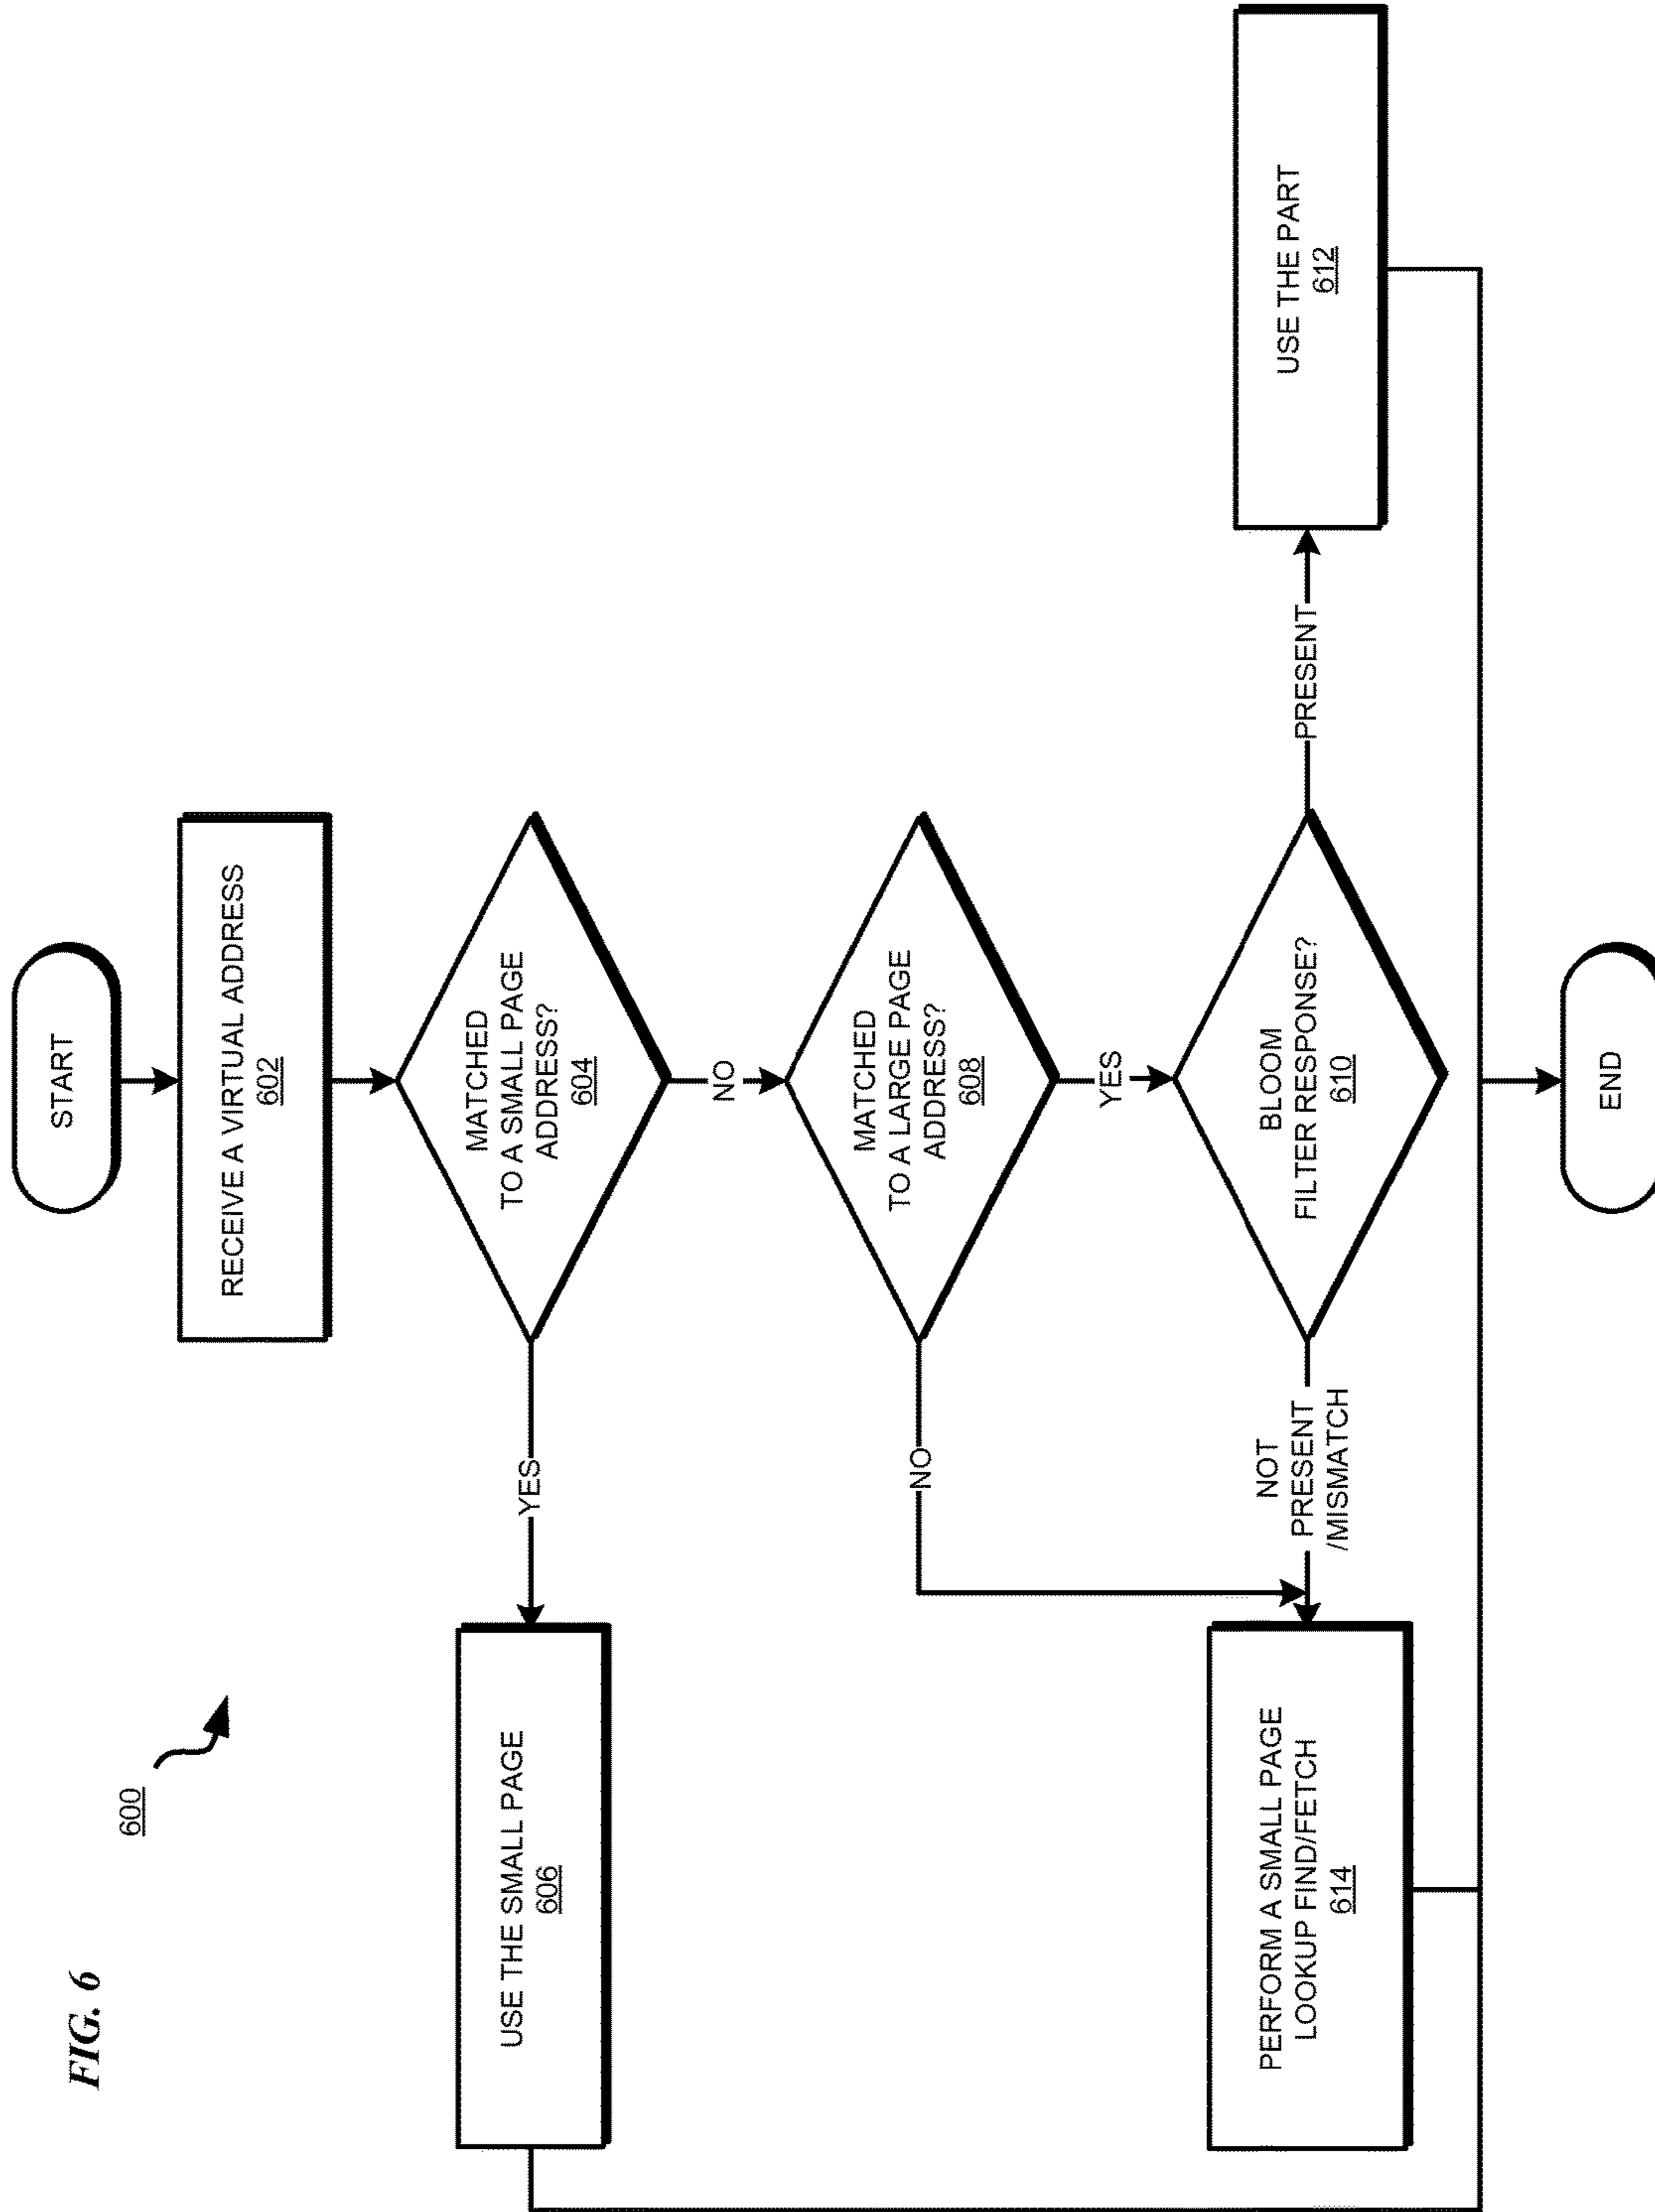 FIG. 6
600
START
RECEIVE A VIRTUAL ADDRESS
602
MATCHED
TO A SMALL PAGE
ADDRESS?
604
YES
NO
USE THE SMALL PAGE
606
MATCHED
TO A LARGE PAGE
ADDRESS?
608
NO
YES
BLOOM
FILTER RESPONSE?
610
NOT
PRESENT
/MISMATCH
PRESENT
PERFORM A SMALL PAGE
LOOKUP FIND/FETCH
614
USE THE PART
612
END